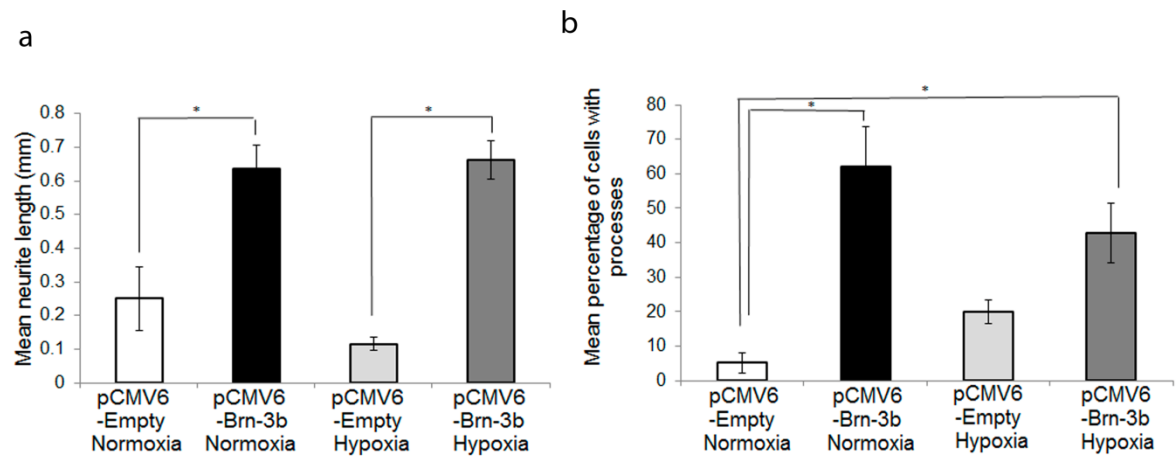 a
*
*
Mean neurite length (mm)
0.8
0.7
0.6
0.5
0.4
0.3
0.2
0.1
0
pCMV6
-Empty
Normoxia
pCMV6
-Brn-3b
Normoxia
pCMV6
-Empty
Hypoxia
pCMV6
-Brn-3b
Hypoxia
b
*
*
Mean percentage of cells with
processes
80
70
60
50
40
30
20
10
0
pCMV6
-Empty
Normoxia
pCMV6
-Brn-3b
Normoxia
pCMV6
-Empty
Hypoxia
pCMV6
-Brn-3b
Hypoxia